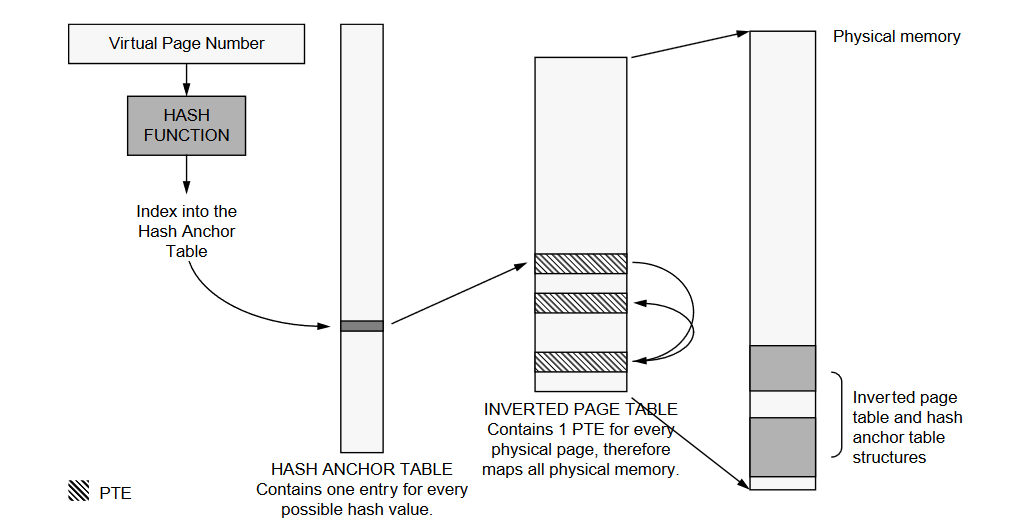 Virtual Page Number
HASH
FUNCTION
Index into the
Hash Anchor
Table
HASH ANCHOR TABLE
Contains one entry for every
possible hash value.
INVERTED PAGE TABLE
Contains 1 PTE for every
physical page, therefore
maps all physical memory.
Physical memory
Inverted page
table and hash
anchor table
structures
PTE